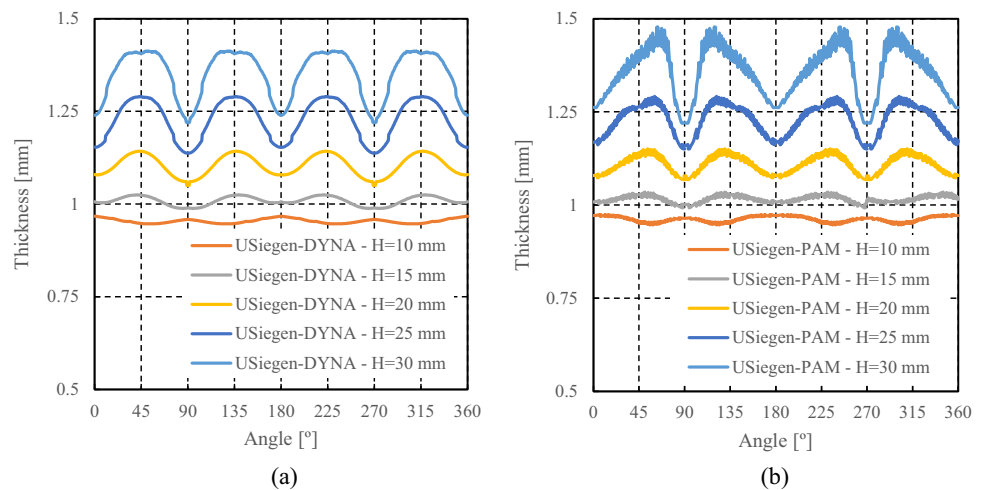 1.5
1.25
1
0.75
0.5
Thickness [mm]
USiegen-DYNA - H=10 mm
USiegen-DYNA - H=15 mm
USiegen-DYNA - H=20 mm
USiegen-DYNA - H=25 mm
USiegen-DYNA - H=30 mm
0 45 90 135 180 225 270 315 360
Angle [º]
(a)
1.5
1.25
1
0.75
0.5
Thickness [mm]
USiegen-PAM - H=10 mm
USiegen-PAM - H=15 mm
USiegen-PAM - H=20 mm
USiegen-PAM - H=25 mm
USiegen-PAM - H=30 mm
0 45 90 135 180 225 270 315 360
Angle [º]
(b)